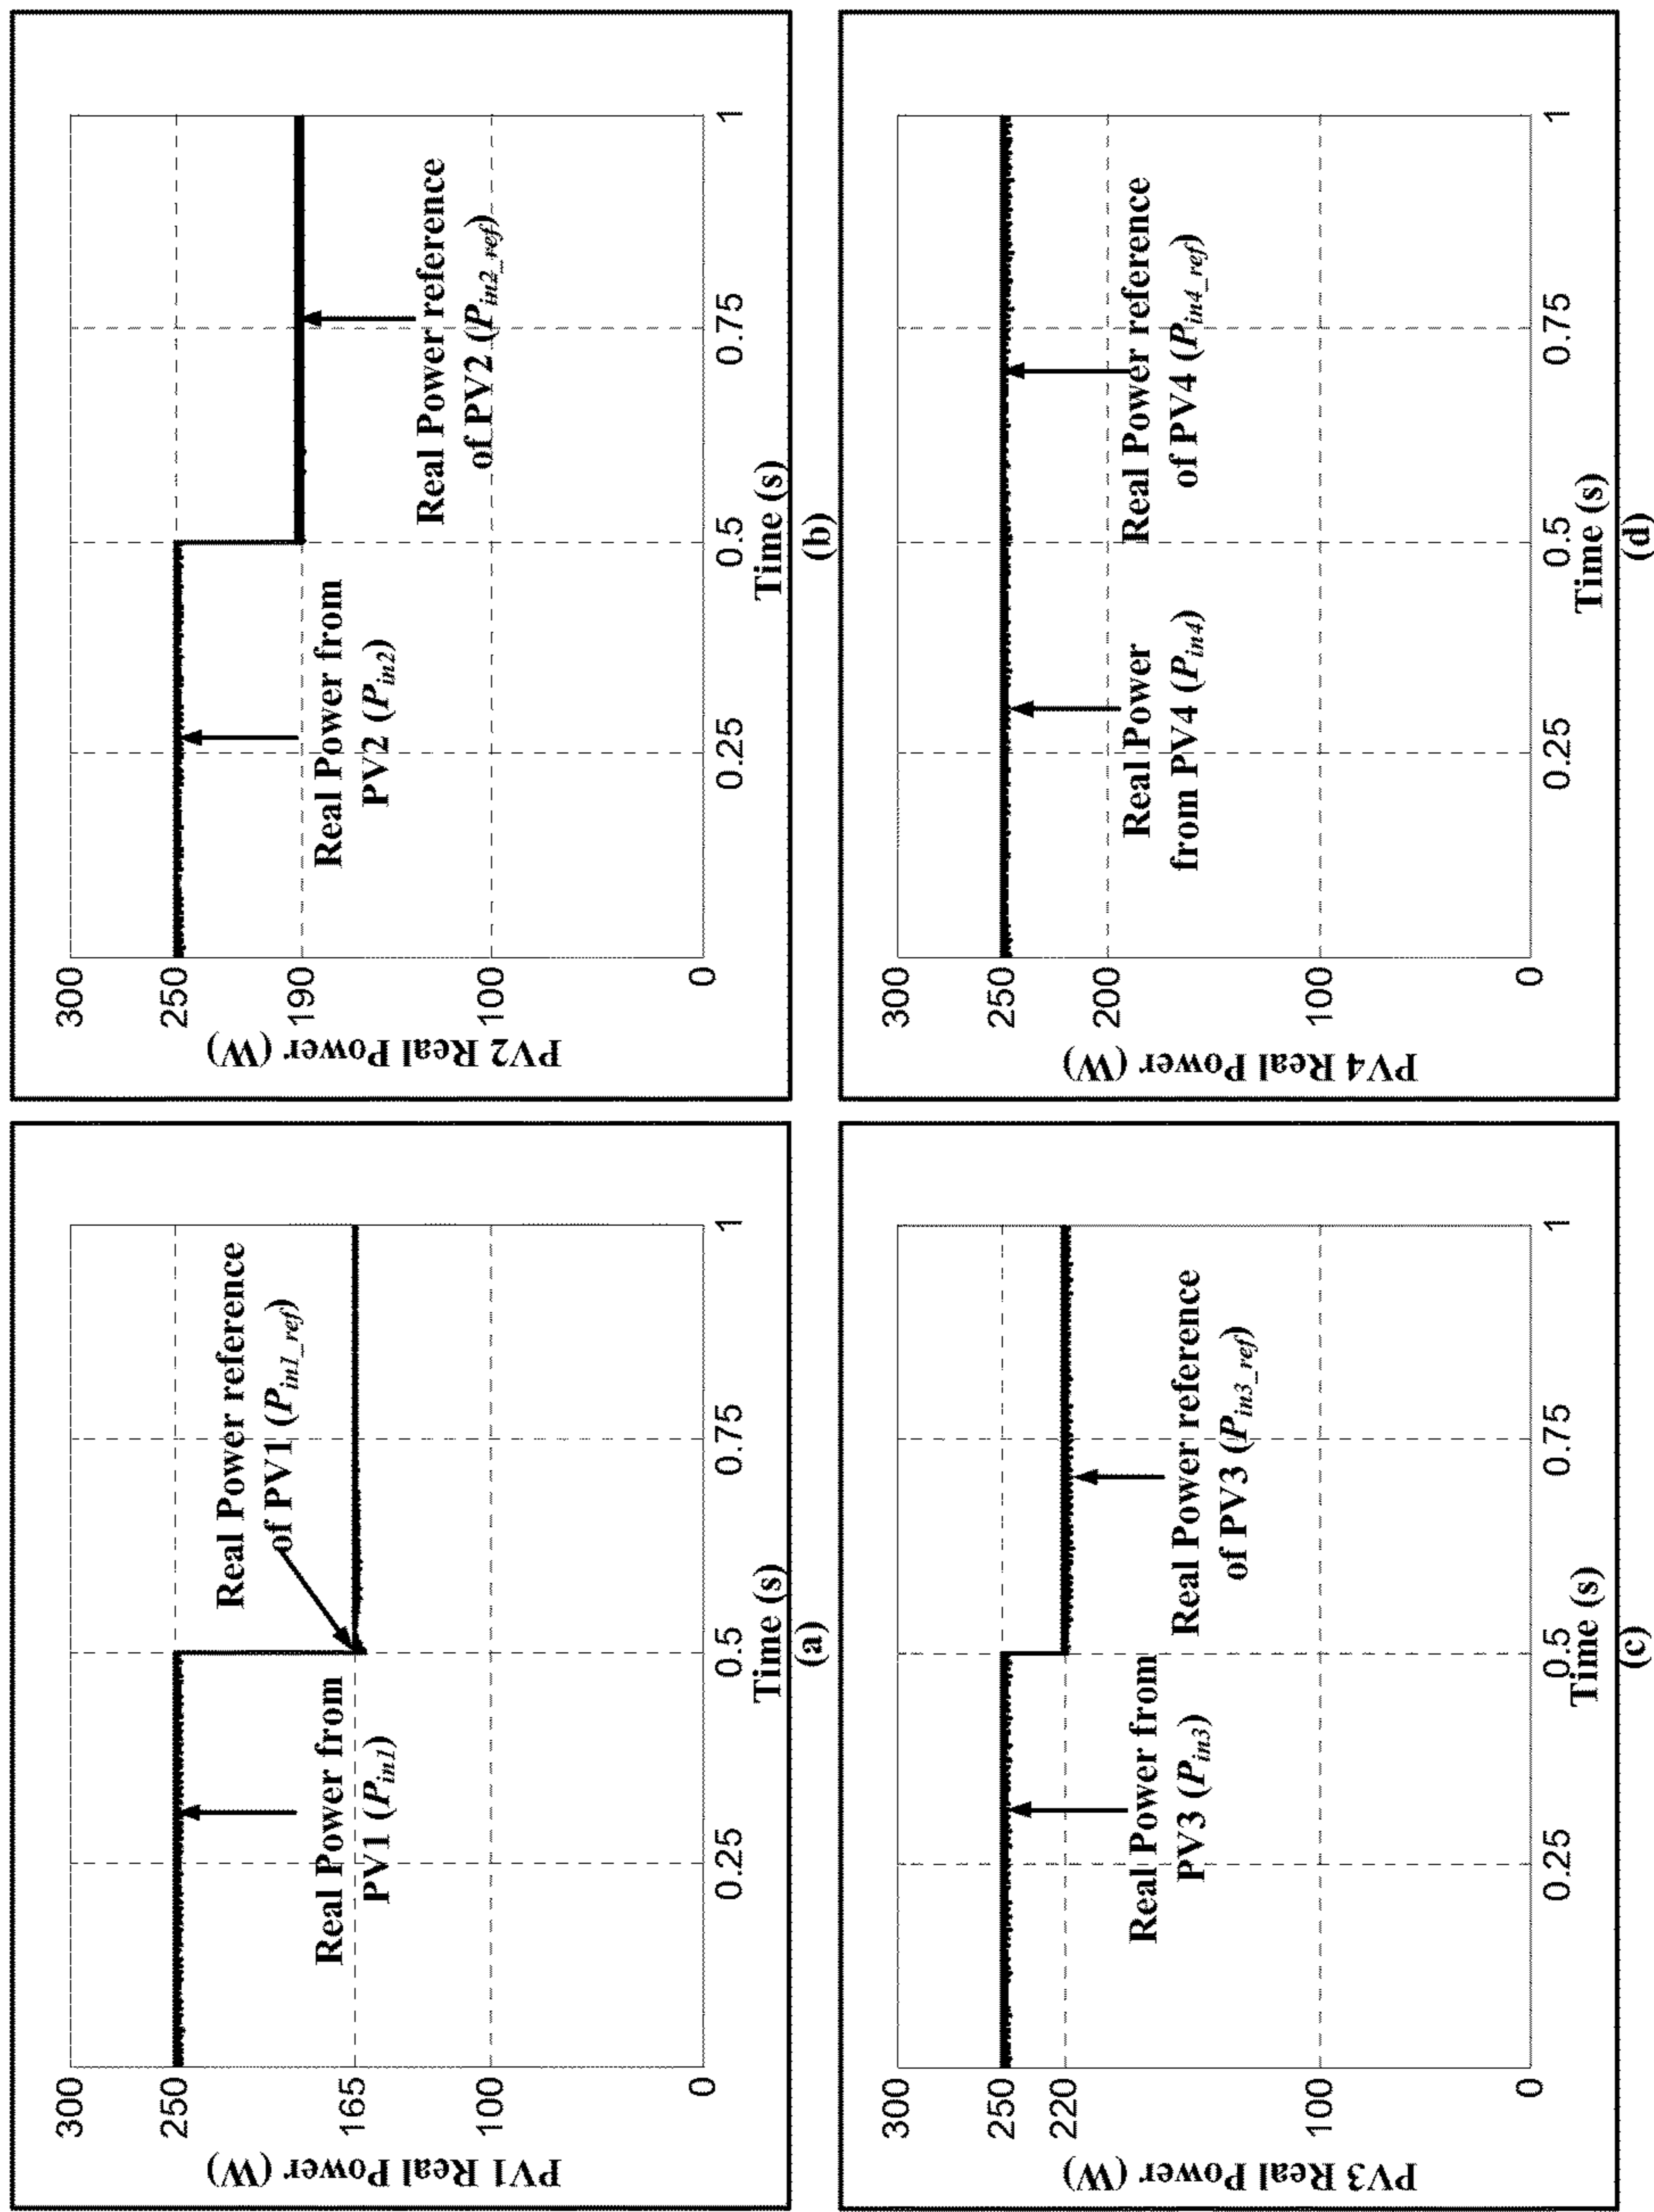 300
250
165
100
0
PV1 Real Power (W)
Real Power from
PV1 (Pin1)
Real Power reference
of PV1 (Pin1_ref)
0.25
0.5
0.75
1
Time (s)
(a)
300
250
190
100
0
PV2 Real Power (W)
Real Power from
PV2 (Pin2)
Real Power reference
of PV2 (Pin2_ref)
0.25
0.5
0.75
1
Time (s)
(b)
300
250
220
100
0
PV3 Real Power (W)
Real Power from
PV3 (Pin3)
Real Power reference
of PV3 (Pin3_ref)
0.25
0.5
0.75
1
Time (s)
(c)
300
250
200
100
0
PV4 Real Power (W)
Real Power
from PV4 (Pin4)
Real Power reference
of PV4 (Pin4_ref)
0.25
0.5
0.75
1
Time (s)
(d)